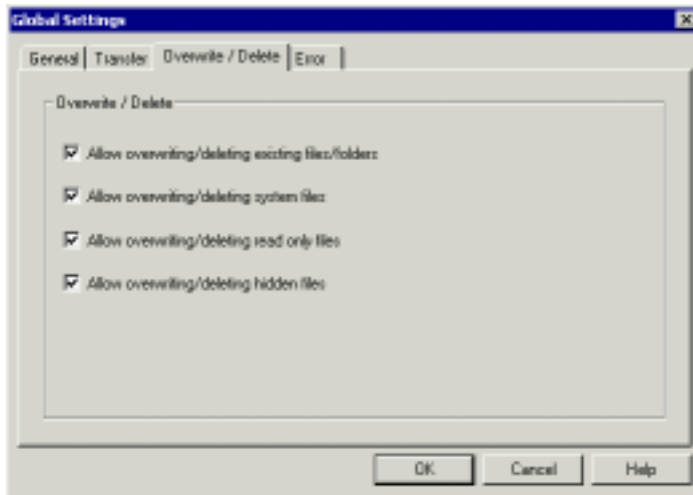 Global Settings
General Transfer Overwrite / Delete Error
Overwrite / Delete
Allow overwriting/deleting existing files/folders
Allow overwriting/deleting system files
Allow overwriting/deleting read only files
Allow overwriting/deleting hidden files
OK Cancel Help